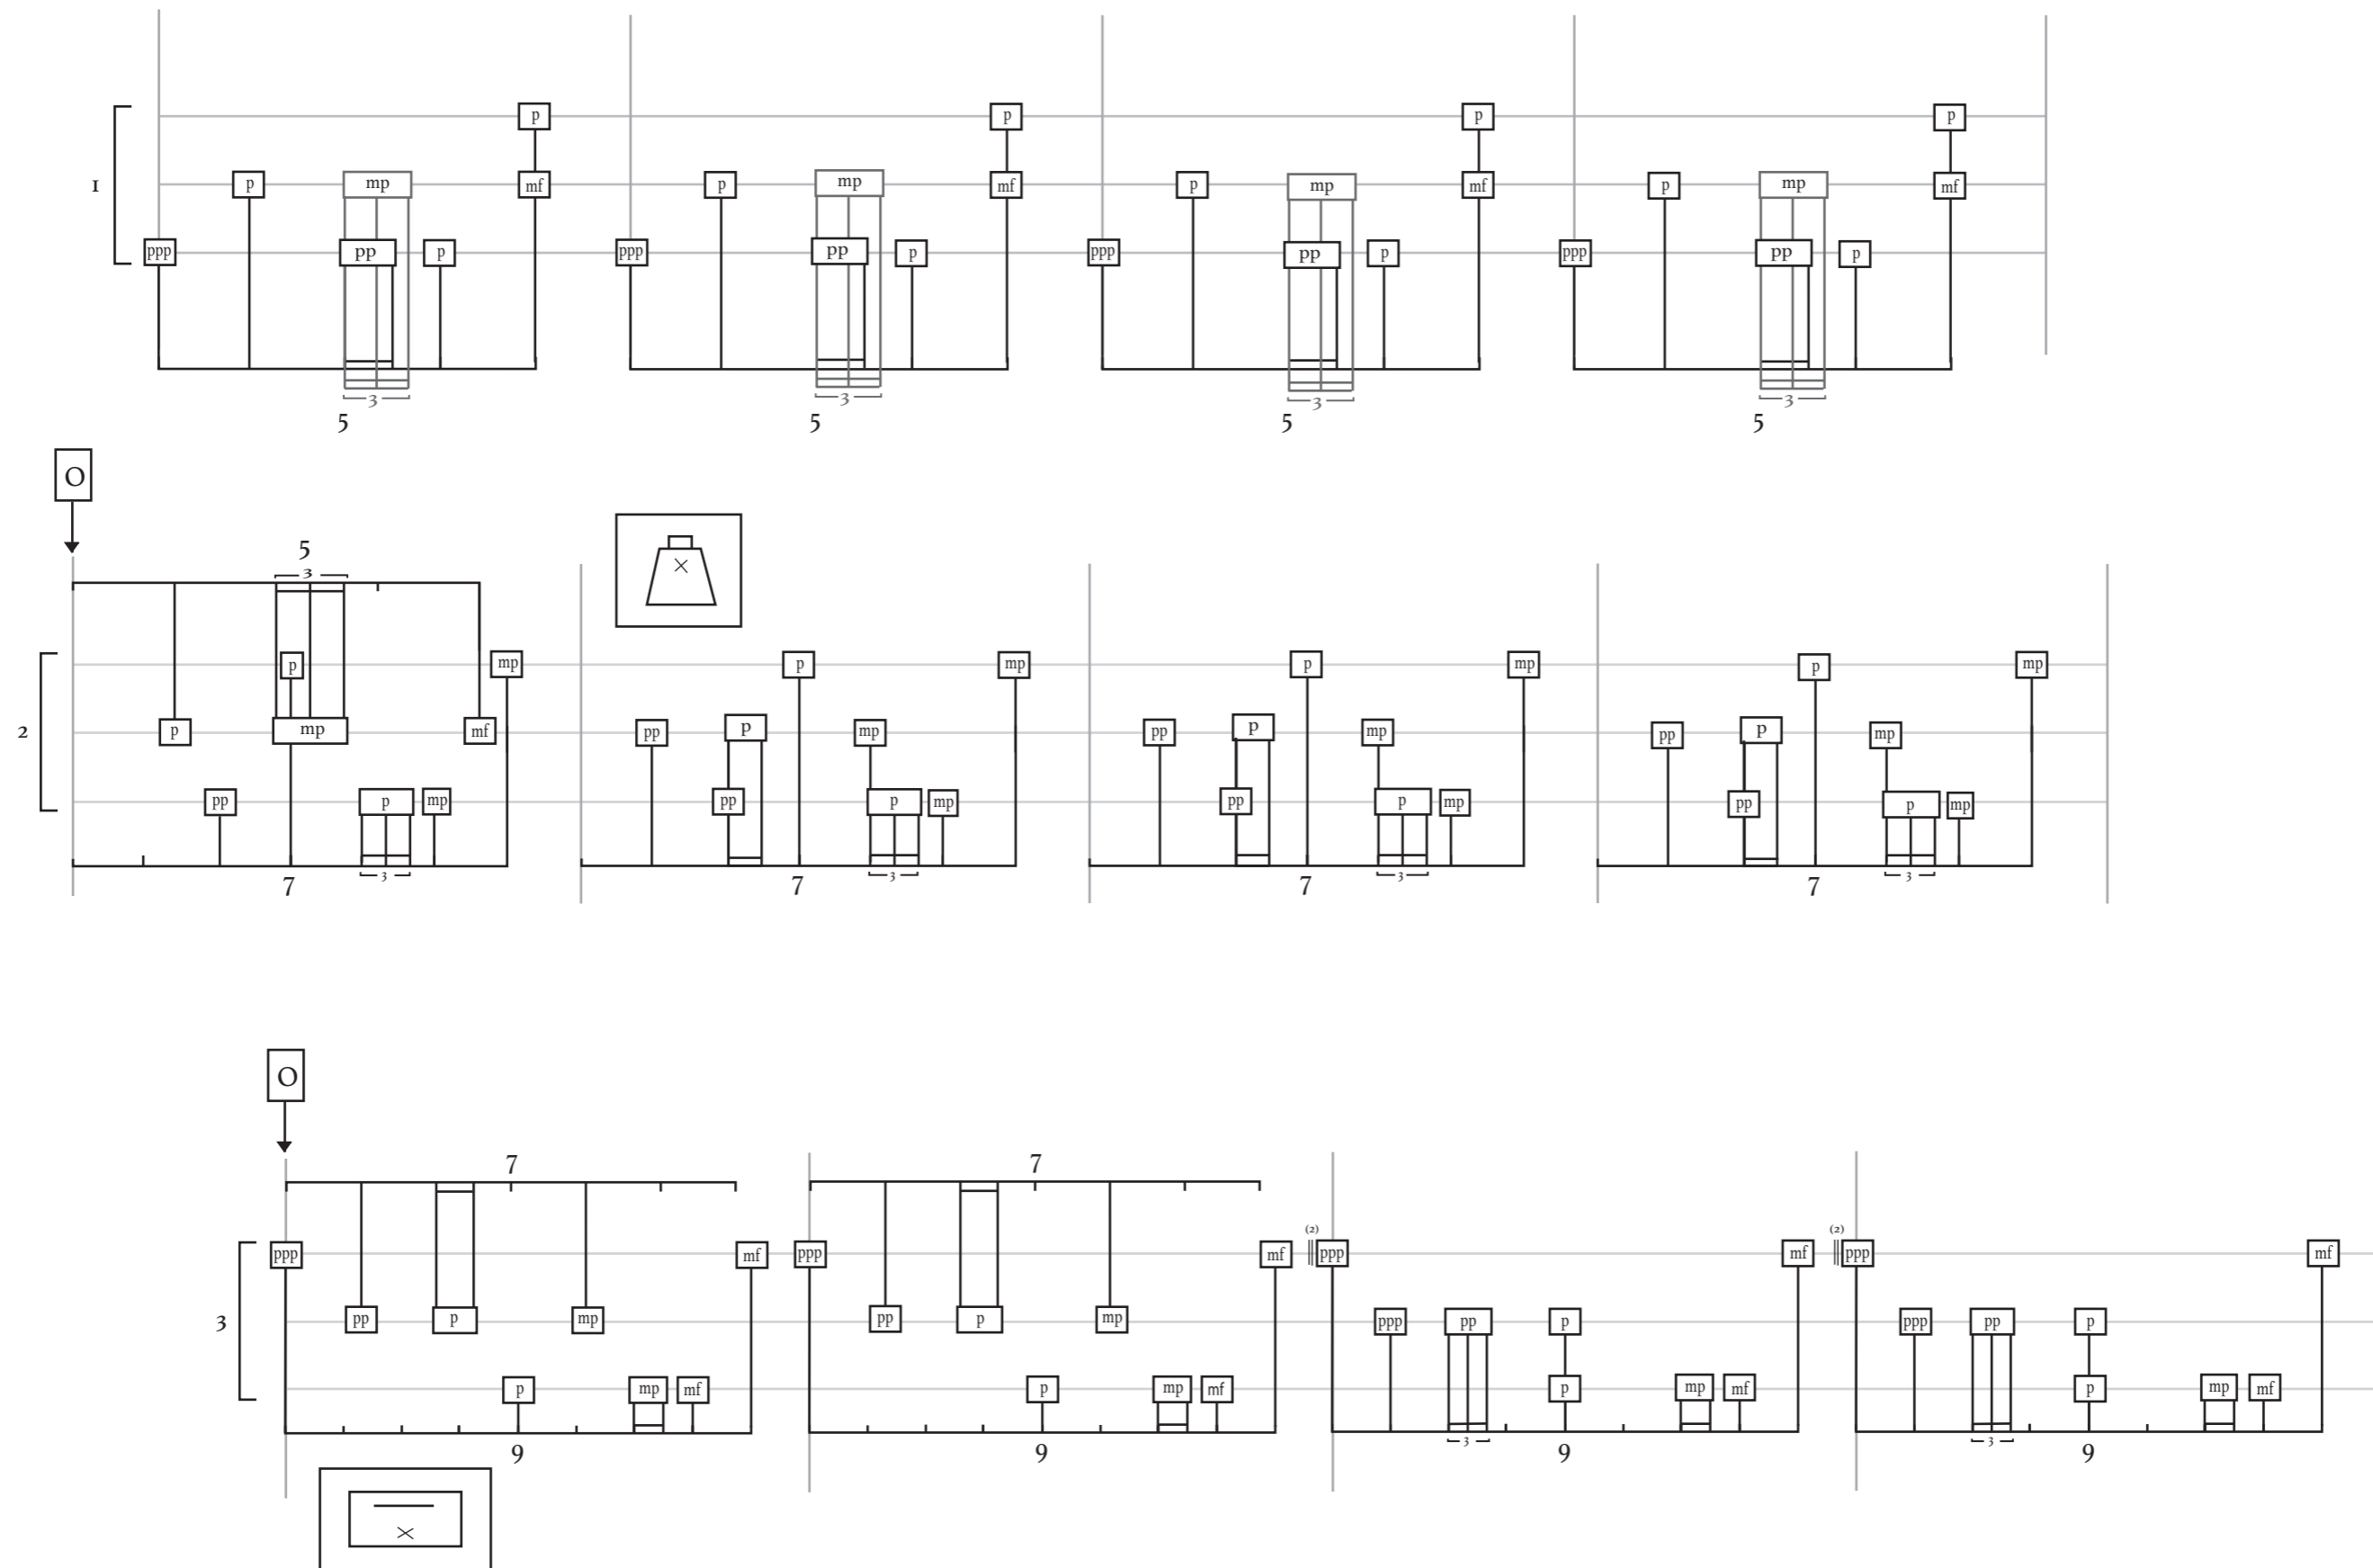 p p p p
1 p mp mf p mp mf p mp mf p mp mf
ppp pp p ppp pp p ppp pp p ppp pp p
3 3 3 3
5 5 5 5
O
5
3
×
p mp p mp p mp p mp
2 p mp mf pp p mp pp p mp pp p mp
pp p mp pp p mp pp p mp pp p mp
7 3 7 3 7 3 7 3
O
7 7
(2) (2)
ppp mf ppp mf ppp mf ppp mf
3 pp p mp pp p mp ppp pp p ppp pp p
p mp mf p mp mf p mp mf p mp mf
3 3
9 9 9 9
×